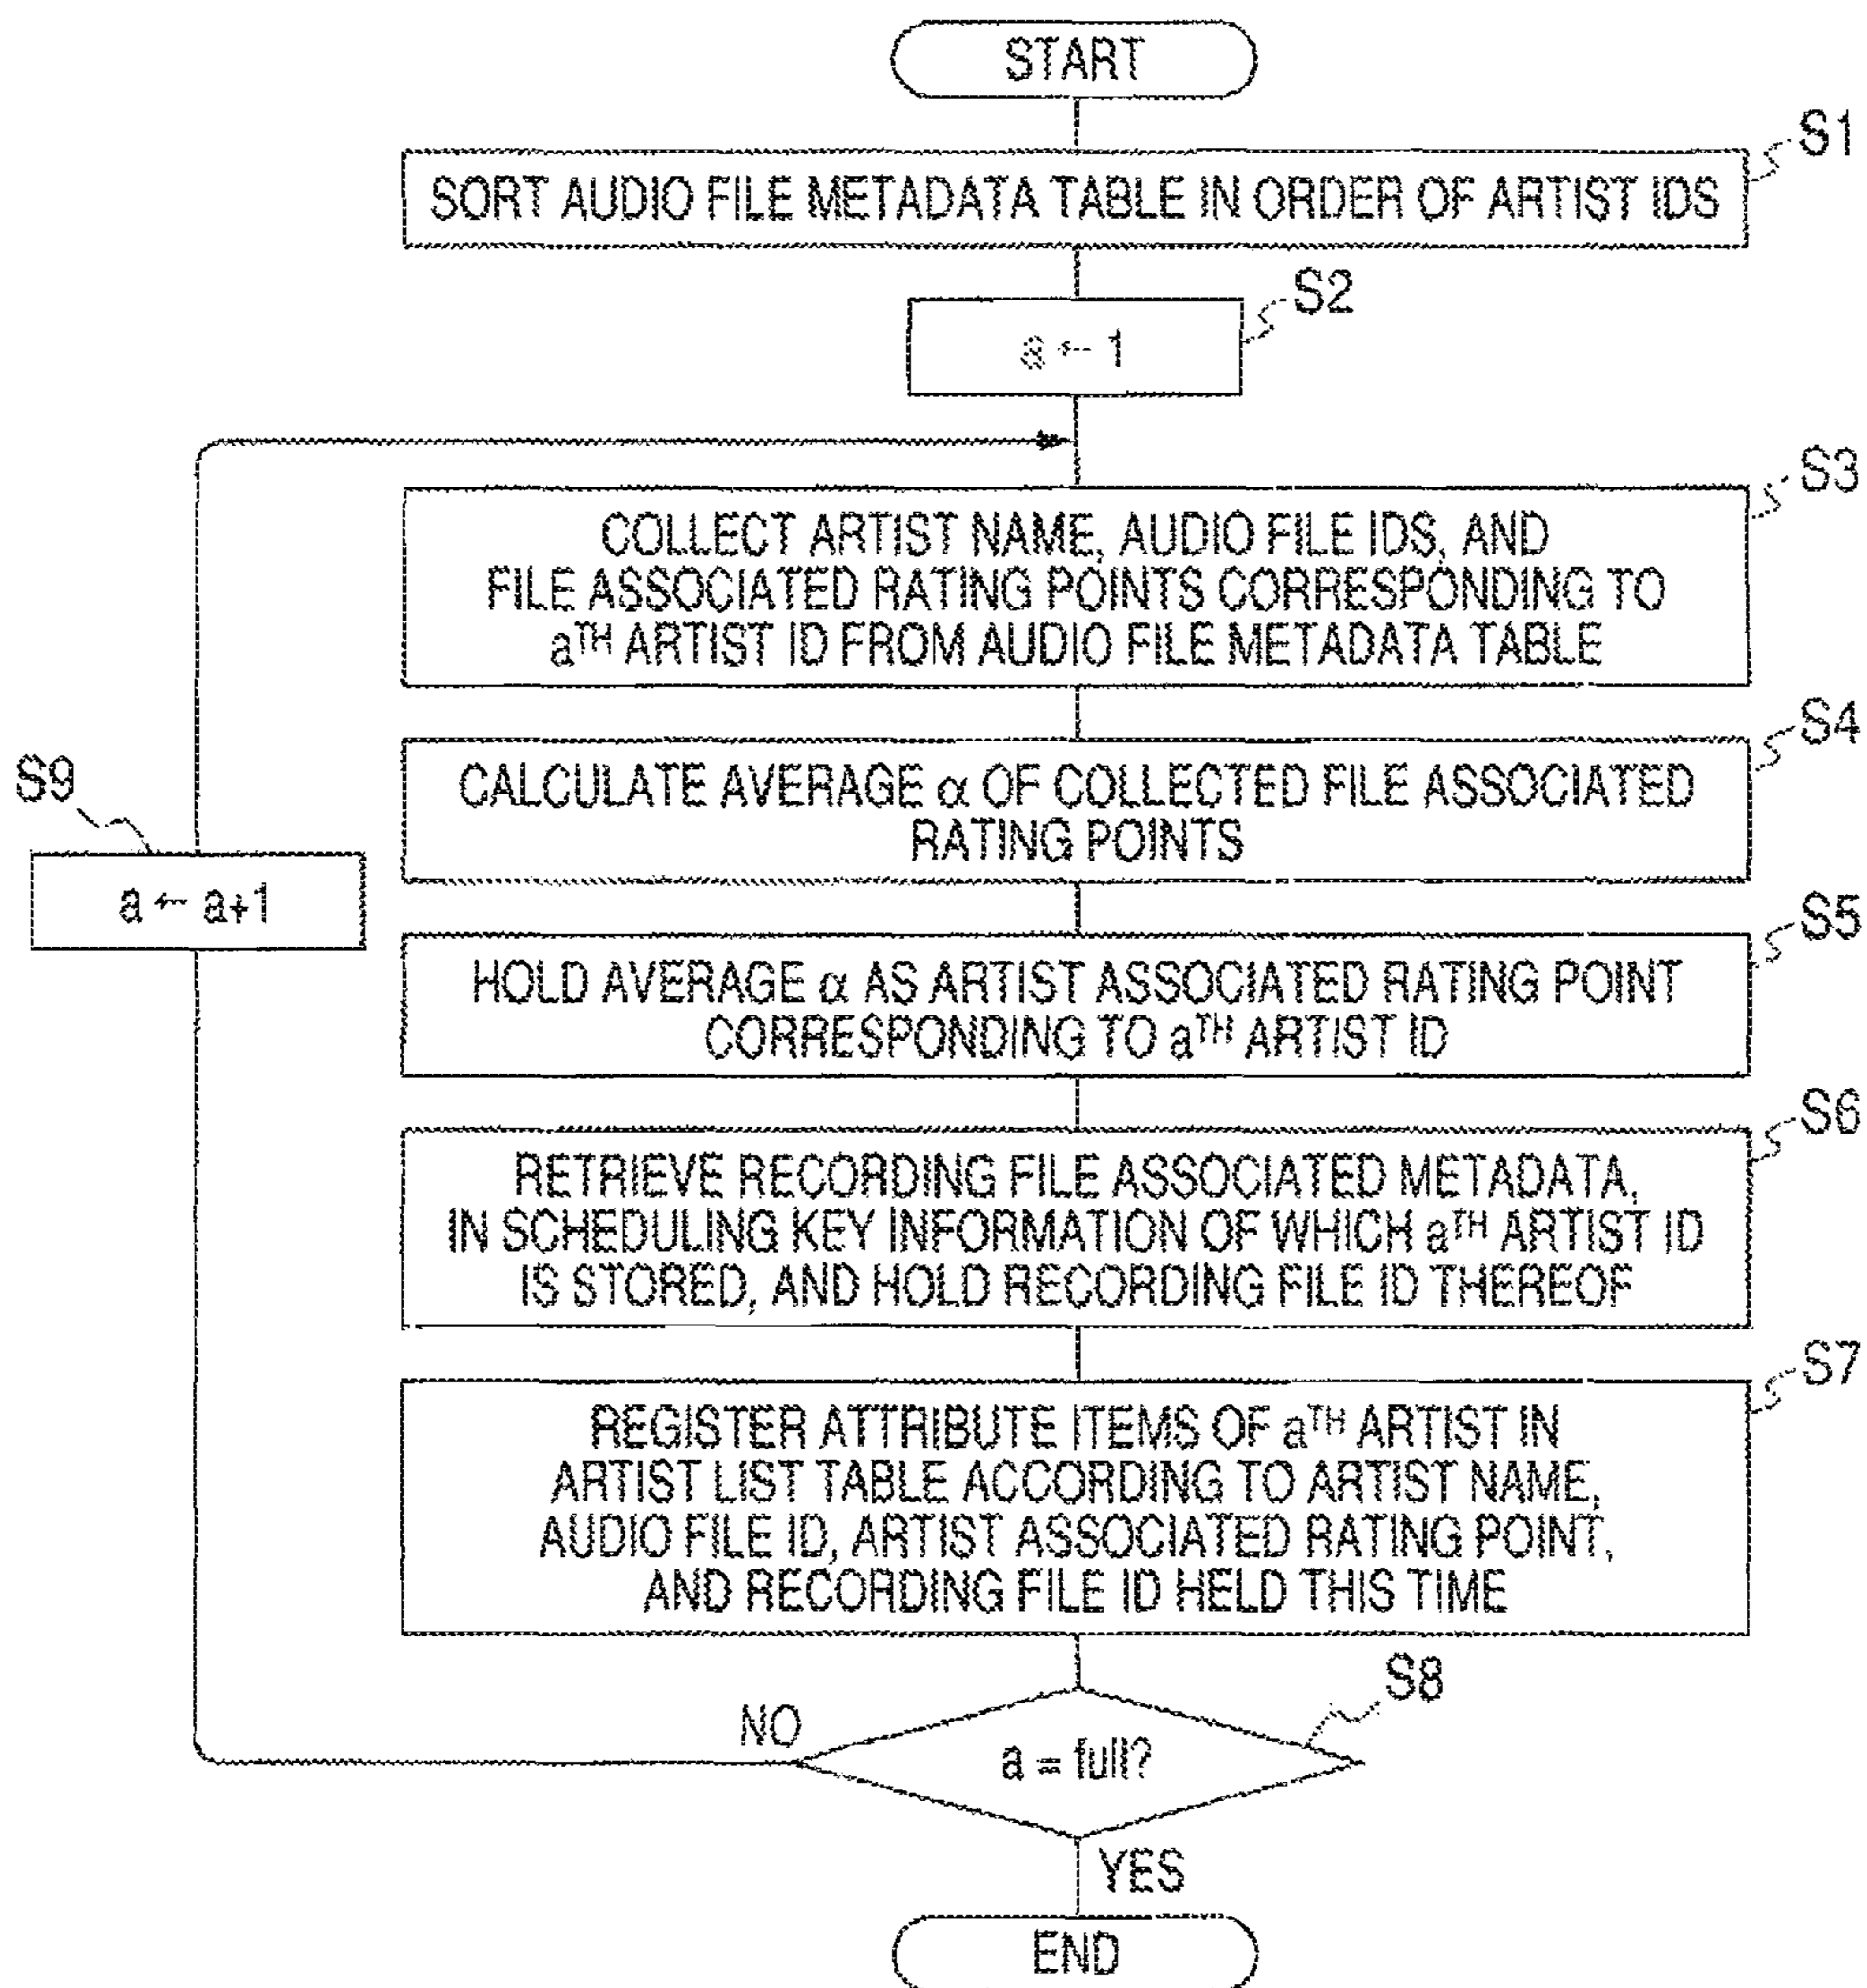 START
S1
SORT AUDIO FILE METADATA TABLE IN ORDER OF ARTIST IDS
S2
a ← 1
S3
COLLECT ARTIST NAME, AUDIO FILE IDS, AND
FILE ASSOCIATED RATING POINTS CORRESPONDING TO
aTH ARTIST ID FROM AUDIO FILE METADATA TABLE
S4
CALCULATE AVERAGE α OF COLLECTED FILE ASSOCIATED
RATING POINTS
S9
a ← a+1
S5
HOLD AVERAGE α AS ARTIST ASSOCIATED RATING POINT
CORRESPONDING TO aTH ARTIST ID
S6
RETRIEVE RECORDING FILE ASSOCIATED METADATA,
IN SCHEDULING KEY INFORMATION OF WHICH aTH ARTIST ID
IS STORED, AND HOLD RECORDING FILE ID THEREOF
S7
REGISTER ATTRIBUTE ITEMS OF aTH ARTIST IN
ARTIST LIST TABLE ACCORDING TO ARTIST NAME,
AUDIO FILE ID, ARTIST ASSOCIATED RATING POINT,
AND RECORDING FILE ID HELD THIS TIME
S8
NO
a = full?
YES
END